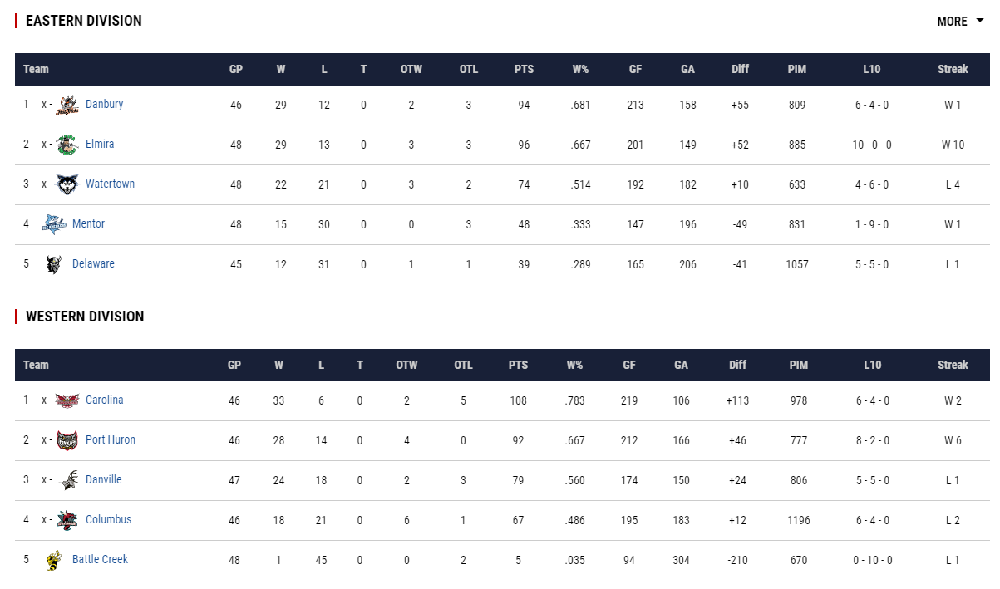 EASTERN DIVISION MORE
Team GP W L T OTW OTL PTS W% GF GA Diff PIM L10 Streak
1 x - Danbury 46 29 12 0 2 3 94 .681 213 158 +55 809 6 - 4 - 0 W 1
2 x - Elmira 48 29 13 0 3 3 96 .667 201 149 +52 885 10 - 0 - 0 W 10
3 x - Watertown 48 22 21 0 3 2 74 .514 192 182 +10 633 4 - 6 - 0 L 4
4 Mentor 48 15 30 0 0 3 48 .333 147 196 -49 831 1 - 9 - 0 W 1
5 Delaware 45 12 31 0 1 1 39 .289 165 206 -41 1057 5 - 5 - 0 L 1
WESTERN DIVISION
Team GP W L T OTW OTL PTS W% GF GA Diff PIM L10 Streak
1 x - Carolina 46 33 6 0 2 5 108 .783 219 106 +113 978 6 - 4 - 0 W 2
2 x - Port Huron 46 28 14 0 4 0 92 .667 212 166 +46 777 8 - 2 - 0 W 6
3 x - Danville 47 24 18 0 2 3 79 .560 174 150 +24 806 5 - 5 - 0 L 1
4 x - Columbus 46 18 21 0 6 1 67 .486 195 183 +12 1196 6 - 4 - 0 L 2
5 Battle Creek 48 1 45 0 0 2 5 .035 94 304 -210 670 0 - 10 - 0 L 1